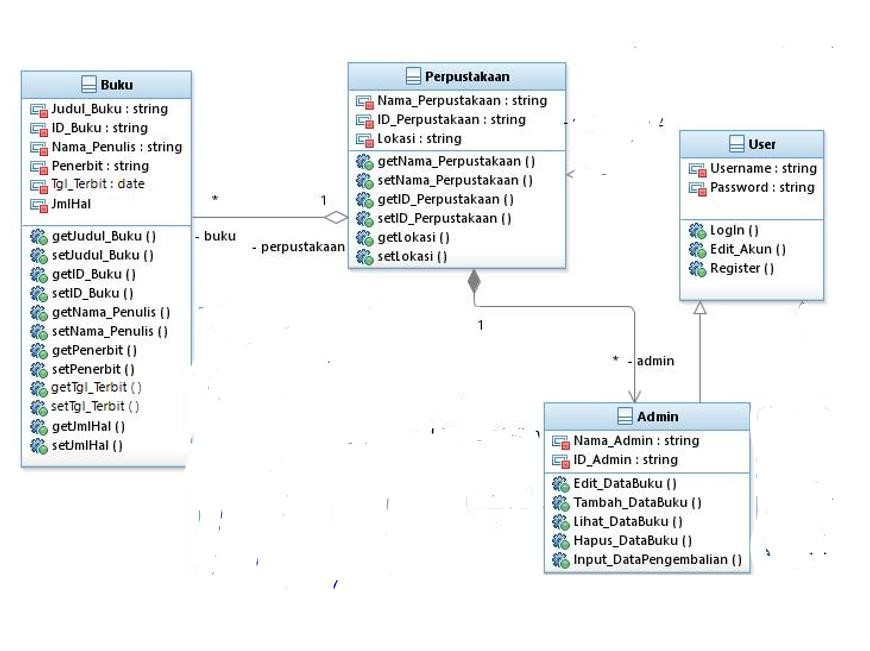 Buku
Judul_Buku : string
ID_Buku : string
Nama_Penulis : string
Penerbit : string
Tgl_Terbit : date
JmlHal
getJudul_Buku ()
setJudul_Buku ()
getID_Buku ()
setID_Buku ()
getNama_Penulis ()
setNama_Penulis ()
getPenerbit ()
setPenerbit ()
getTgl_Terbit ()
setTgl_Terbit ()
getJmlHal ()
setJmlHal ()
*
1
- buku
- perpustakaan
Perpustakaan
Nama_Perpustakaan : string
ID_Perpustakaan : string
Lokasi : string
getNama_Perpustakaan ()
setNama_Perpustakaan ()
getID_Perpustakaan ()
setID_Perpustakaan ()
getLokasi ()
setLokasi ()
1
* - admin
User
Username : string
Password : string
LogIn ()
Edit_Akun ()
Register ()
Admin
Nama_Admin : string
ID_Admin : string
Edit_DataBuku ()
Tambah_DataBuku ()
Lihat_DataBuku ()
Hapus_DataBuku ()
Input_DataPengembalian ()